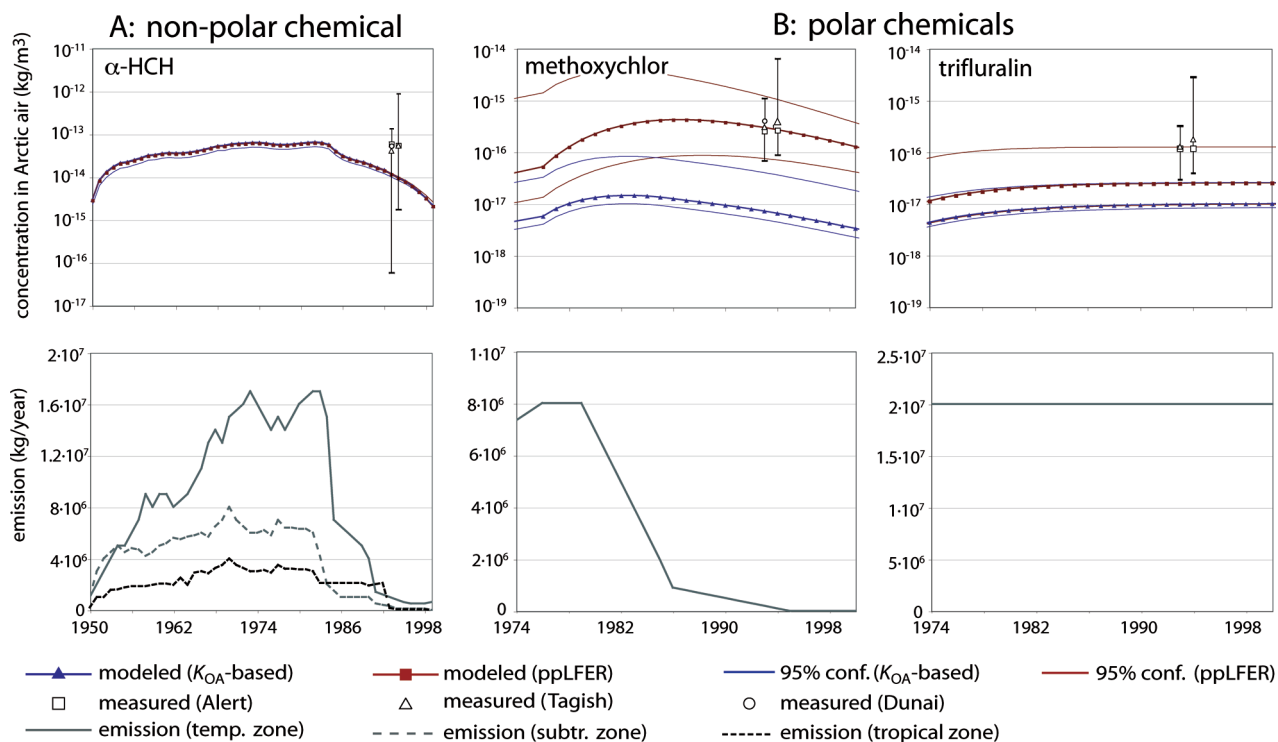 A: non-polar chemical
B: polar chemicals
concentration in Arctic air (kg/m³)
10⁻¹¹
10⁻¹²
10⁻¹³
10⁻¹⁴
10⁻¹⁵
10⁻¹⁶
10⁻¹⁷
α-HCH
10⁻¹⁴
10⁻¹⁵
10⁻¹⁶
10⁻¹⁷
10⁻¹⁸
10⁻¹⁹
methoxychlor
10⁻¹⁴
10⁻¹⁵
10⁻¹⁶
10⁻¹⁷
10⁻¹⁸
10⁻¹⁹
trifluralin
emission (kg/year)
2·10⁷
1.6·10⁷
1.2·10⁷
8·10⁶
4·10⁶
0
1950 1962 1974 1986 1998
1·10⁷
8·10⁶
6·10⁶
4·10⁶
2·10⁶
0
1974 1982 1990 1998
2.5·10⁷
2·10⁷
1.5·10⁷
1·10⁷
5·10⁶
0
1974 1982 1990 1998
modeled (K_OA-based) modeled (ppLFER) 95% conf. (K_OA-based) 95% conf. (ppLFER)
measured (Alert) measured (Tagish) measured (Dunai)
emission (temp. zone) emission (subtr. zone) emission (tropical zone)